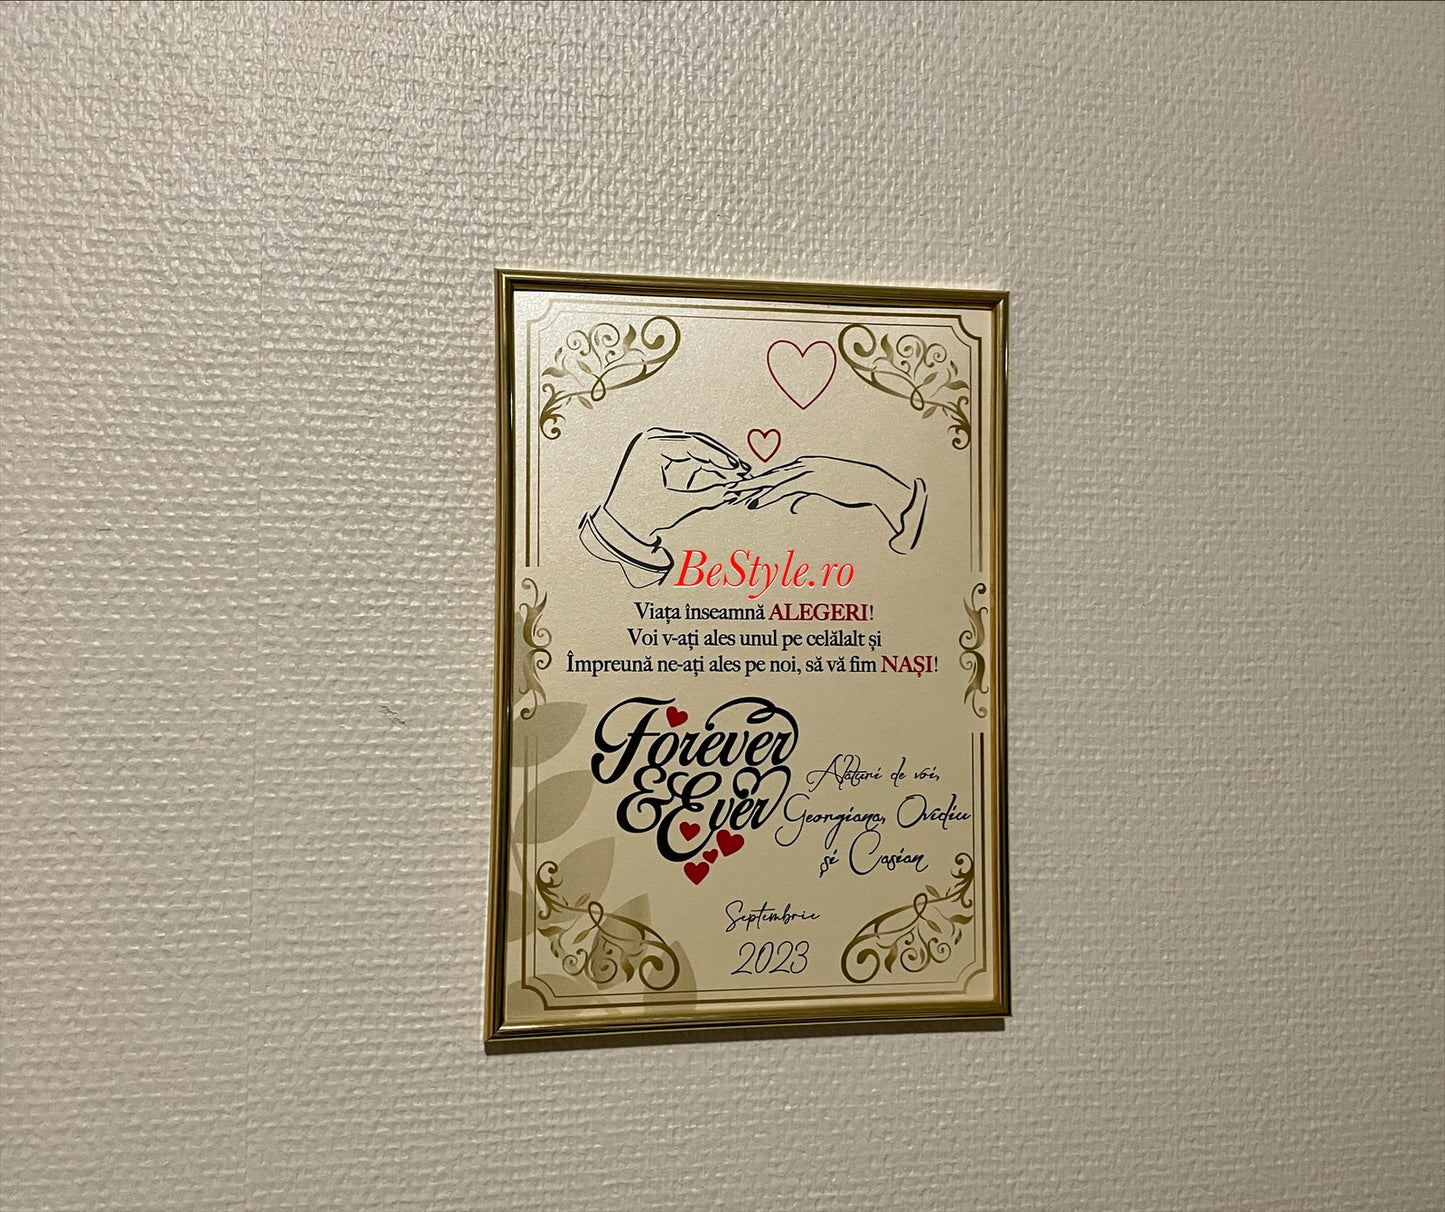 BeStyle.ro
Viața înseamnă ALEGERI!
Voi v-ați ales unul pe celălalt și
Împreună ne-ați ales pe noi, să vă fim NAȘI!
Forever
& Ever
Alături de voi,
Georgiana, Ovidiu
și Casian
Septembrie
2023